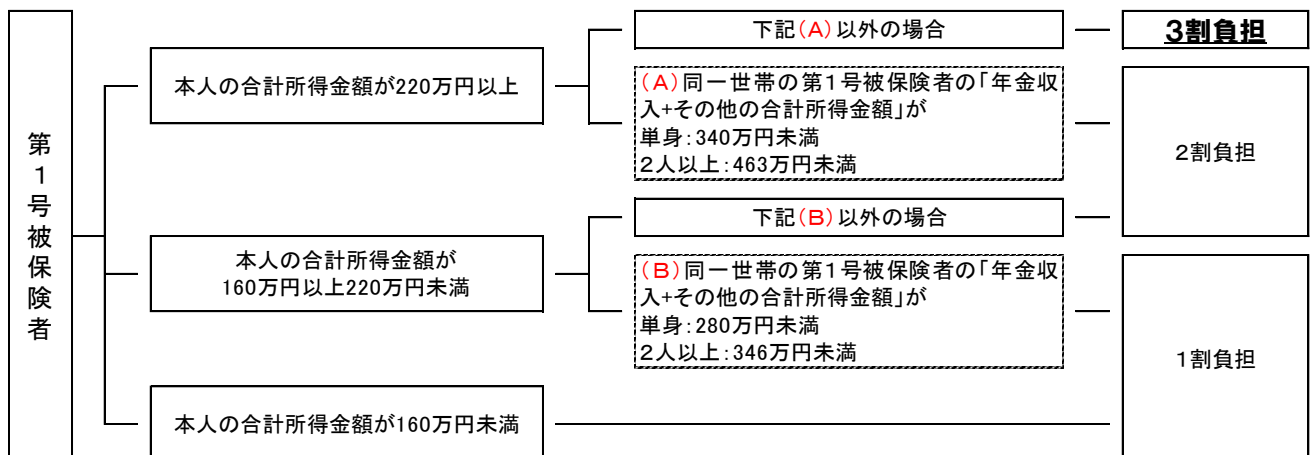 第1号被保険者
本人の合計所得金額が220万円以上
下記(A)以外の場合
3割負担
(A)同一世帯の第1号被保険者の「年金収
入+その他の合計所得金額」が
単身:340万円未満
2人以上:463万円未満
2割負担
本人の合計所得金額が
160万円以上220万円未満
下記(B)以外の場合
(B)同一世帯の第1号被保険者の「年金収
入+その他の合計所得金額」が
単身:280万円未満
2人以上:346万円未満
1割負担
本人の合計所得金額が160万円未満